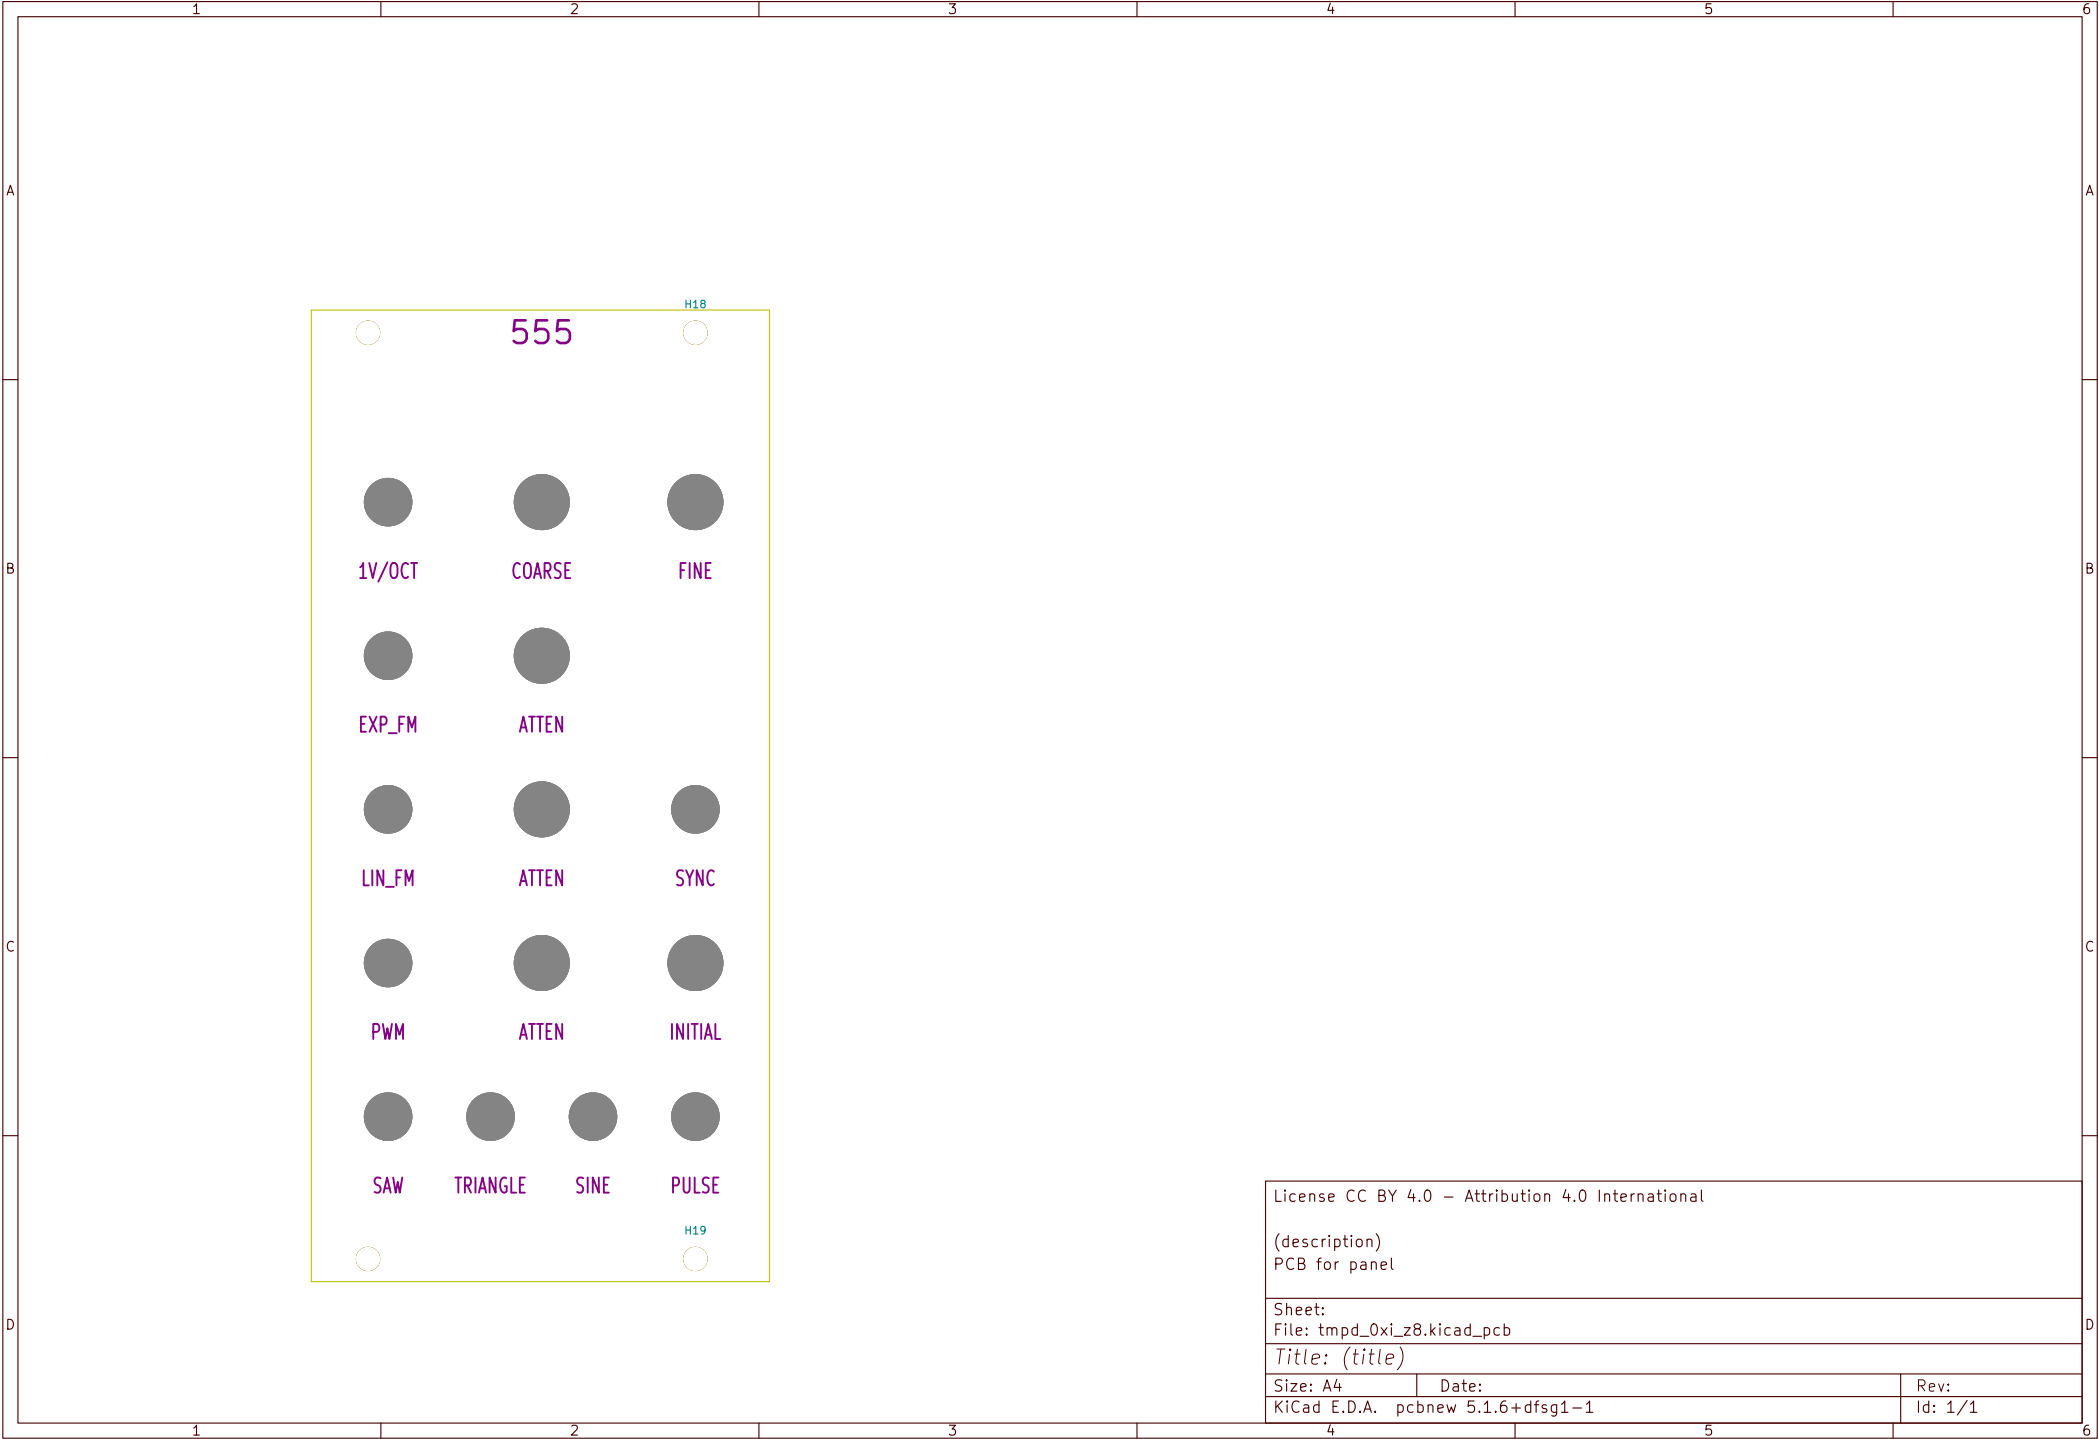 1 2 3 4 5 6
A A
H18
555
1V/OCT COARSE FINE
B B
EXP_FM ATTEN
LIN_FM ATTEN SYNC
C C
PWM ATTEN INITIAL
SAW TRIANGLE SINE PULSE
H19
License CC BY 4.0 - Attribution 4.0 International
(description)
PCB for panel
Sheet:
D D
File: tmpd_0xi_z8.kicad_pcb
Title: (title)
Size: A4 Date: Rev:
KiCad E.D.A. pcbnew 5.1.6+dfsg1-1 Id: 1/1
1 2 3 4 5 6